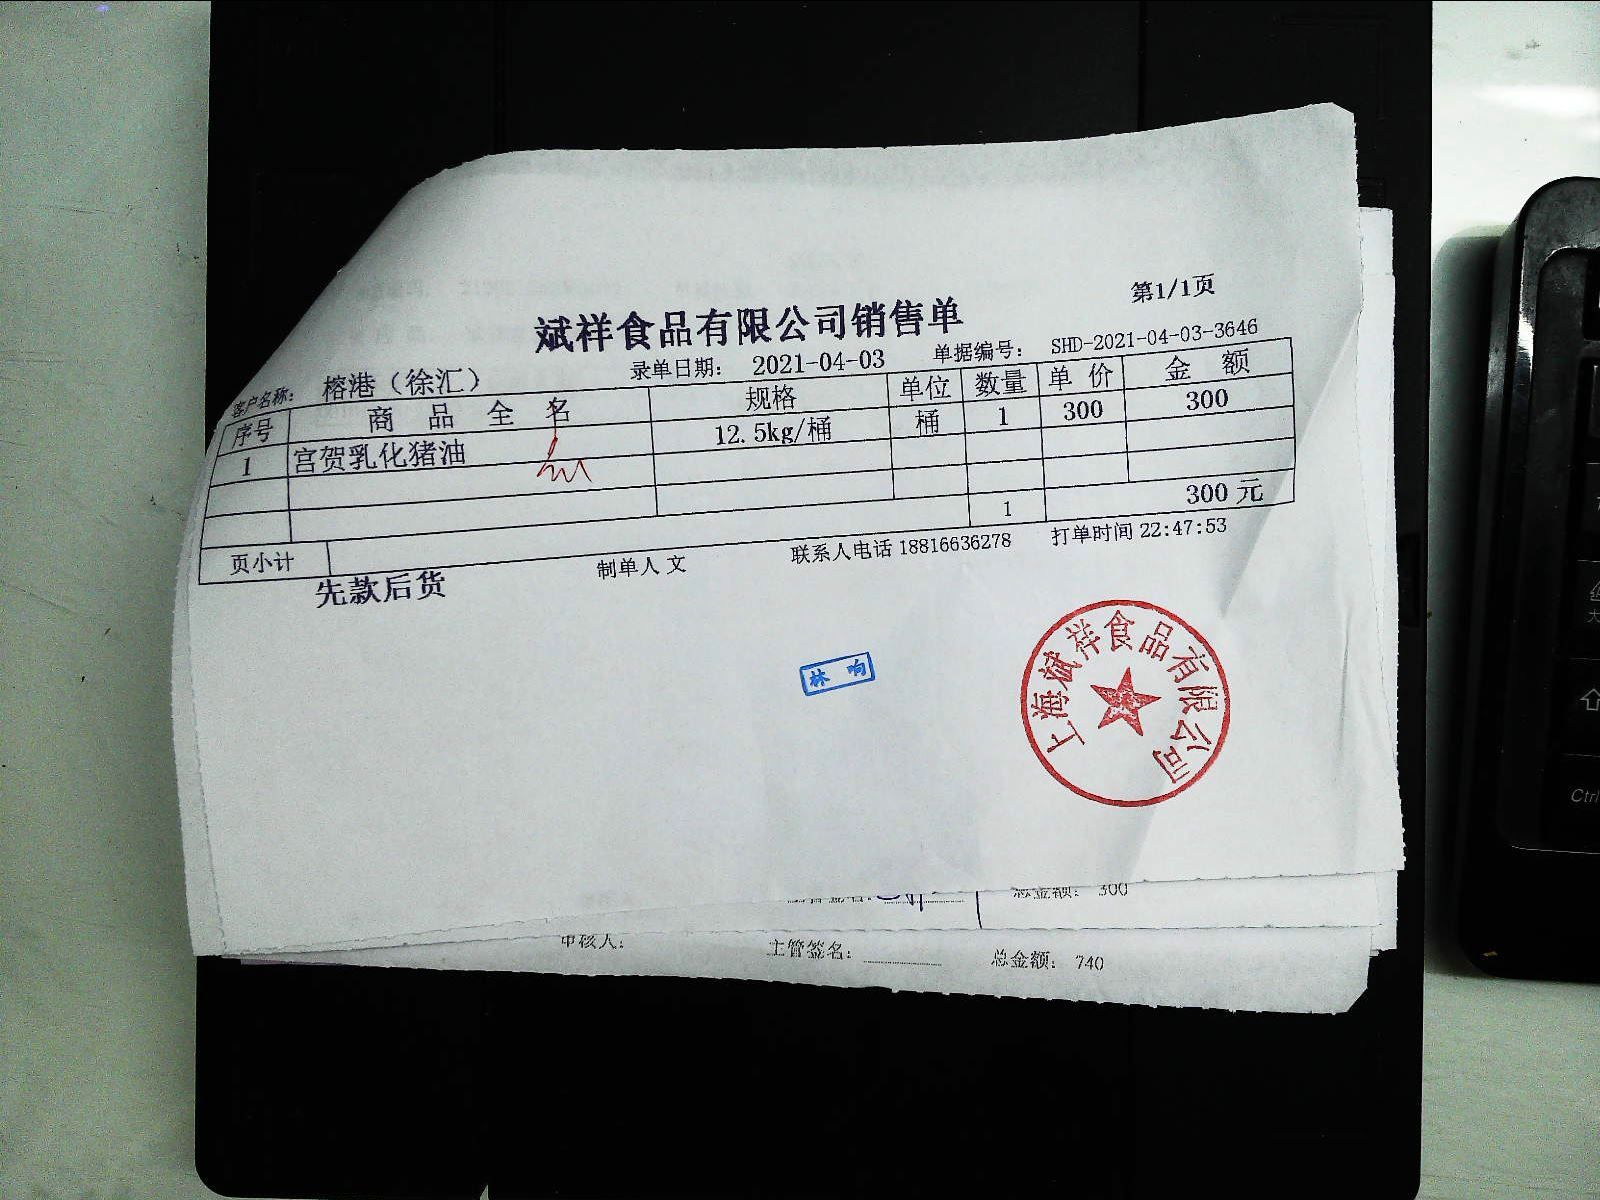 第1/1页
斌祥食品有限公司销售单
客户名称： 榕港（徐汇） 录单日期： 2021-04-03 单据编号： SHD-2021-04-03-3646
序号 商 品 全 名 规格 单位 数量 单 价 金 额
1 宫贺乳化猪油 12.5kg/桶 桶 1 300 300
页小计 1 300 元
先款后货 制单人 文 联系人电话 18816636278 打单时间 22:47:53
林 响
上海斌祥食品有限公司
总金额： 300
审核人： 主管签名： 总金额： 740
Ctrl